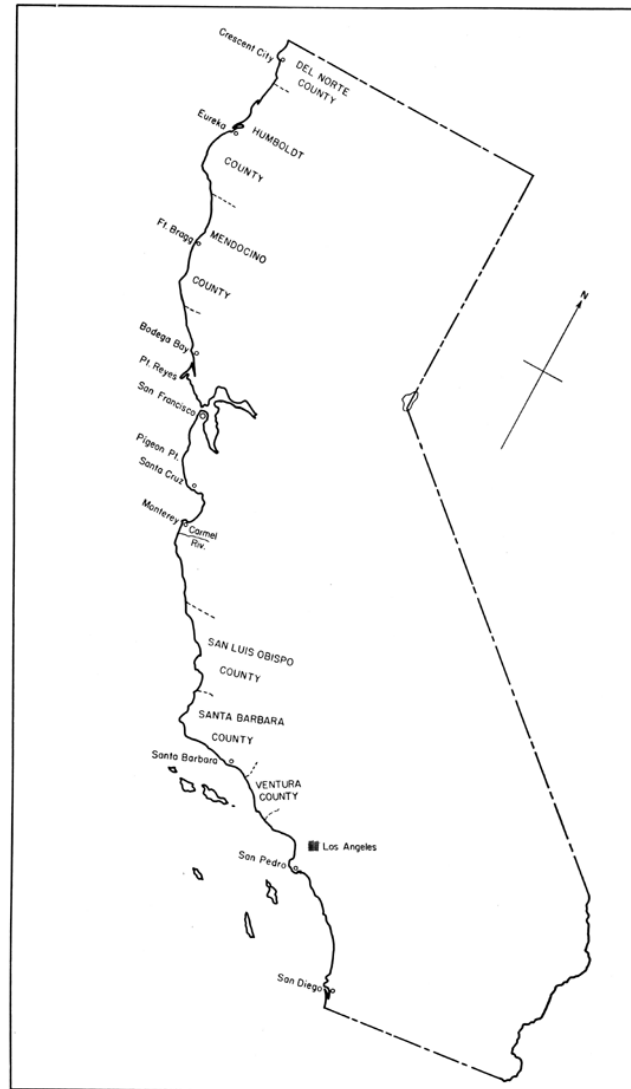 Crescent City
DEL NORTE
COUNTY
Eureka
HUMBOLDT
COUNTY
Ft. Bragg
MENDOCINO
COUNTY
N
Bodega Bay
Pt. Reyes
San Francisco
Pigeon Pt.
Santa Cruz
Monterey
Carmel
Riv.
SAN LUIS OBISPO
COUNTY
SANTA BARBARA
COUNTY
Santa Barbara
VENTURA
COUNTY
Los Angeles
San Pedro
San Diego